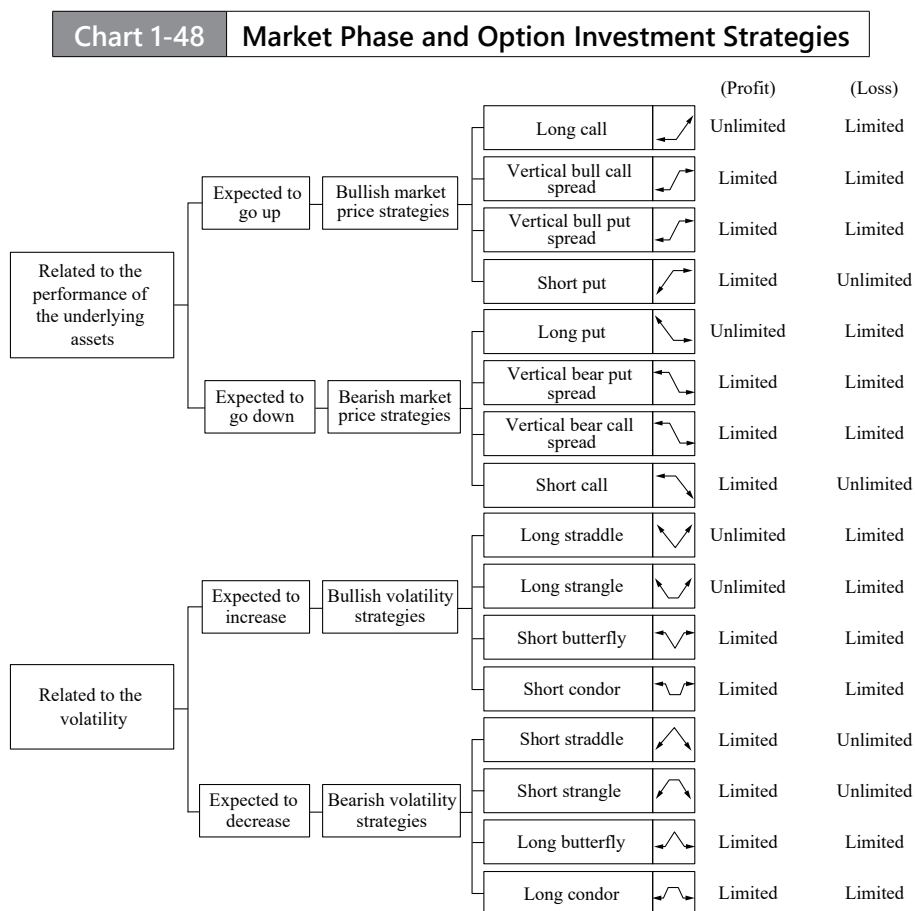 Chart 1-48 Market Phase and Option Investment Strategies
(Profit) (Loss)
Related to the
performance of
the underlying
assets
Expected to
go up
Bullish market
price strategies
Long call Unlimited Limited
Vertical bull call
spread Limited Limited
Vertical bull put
spread Limited Limited
Short put Limited Unlimited
Expected to
go down
Bearish market
price strategies
Long put Unlimited Limited
Vertical bear put
spread Limited Limited
Vertical bear call
spread Limited Limited
Short call Limited Unlimited
Related to the
volatility
Expected to
increase
Bullish volatility
strategies
Long straddle Unlimited Limited
Long strangle Unlimited Limited
Short butterfly Limited Limited
Short condor Limited Limited
Expected to
decrease
Bearish volatility
strategies
Short straddle Limited Unlimited
Short strangle Limited Unlimited
Long butterfly Limited Limited
Long condor Limited Limited